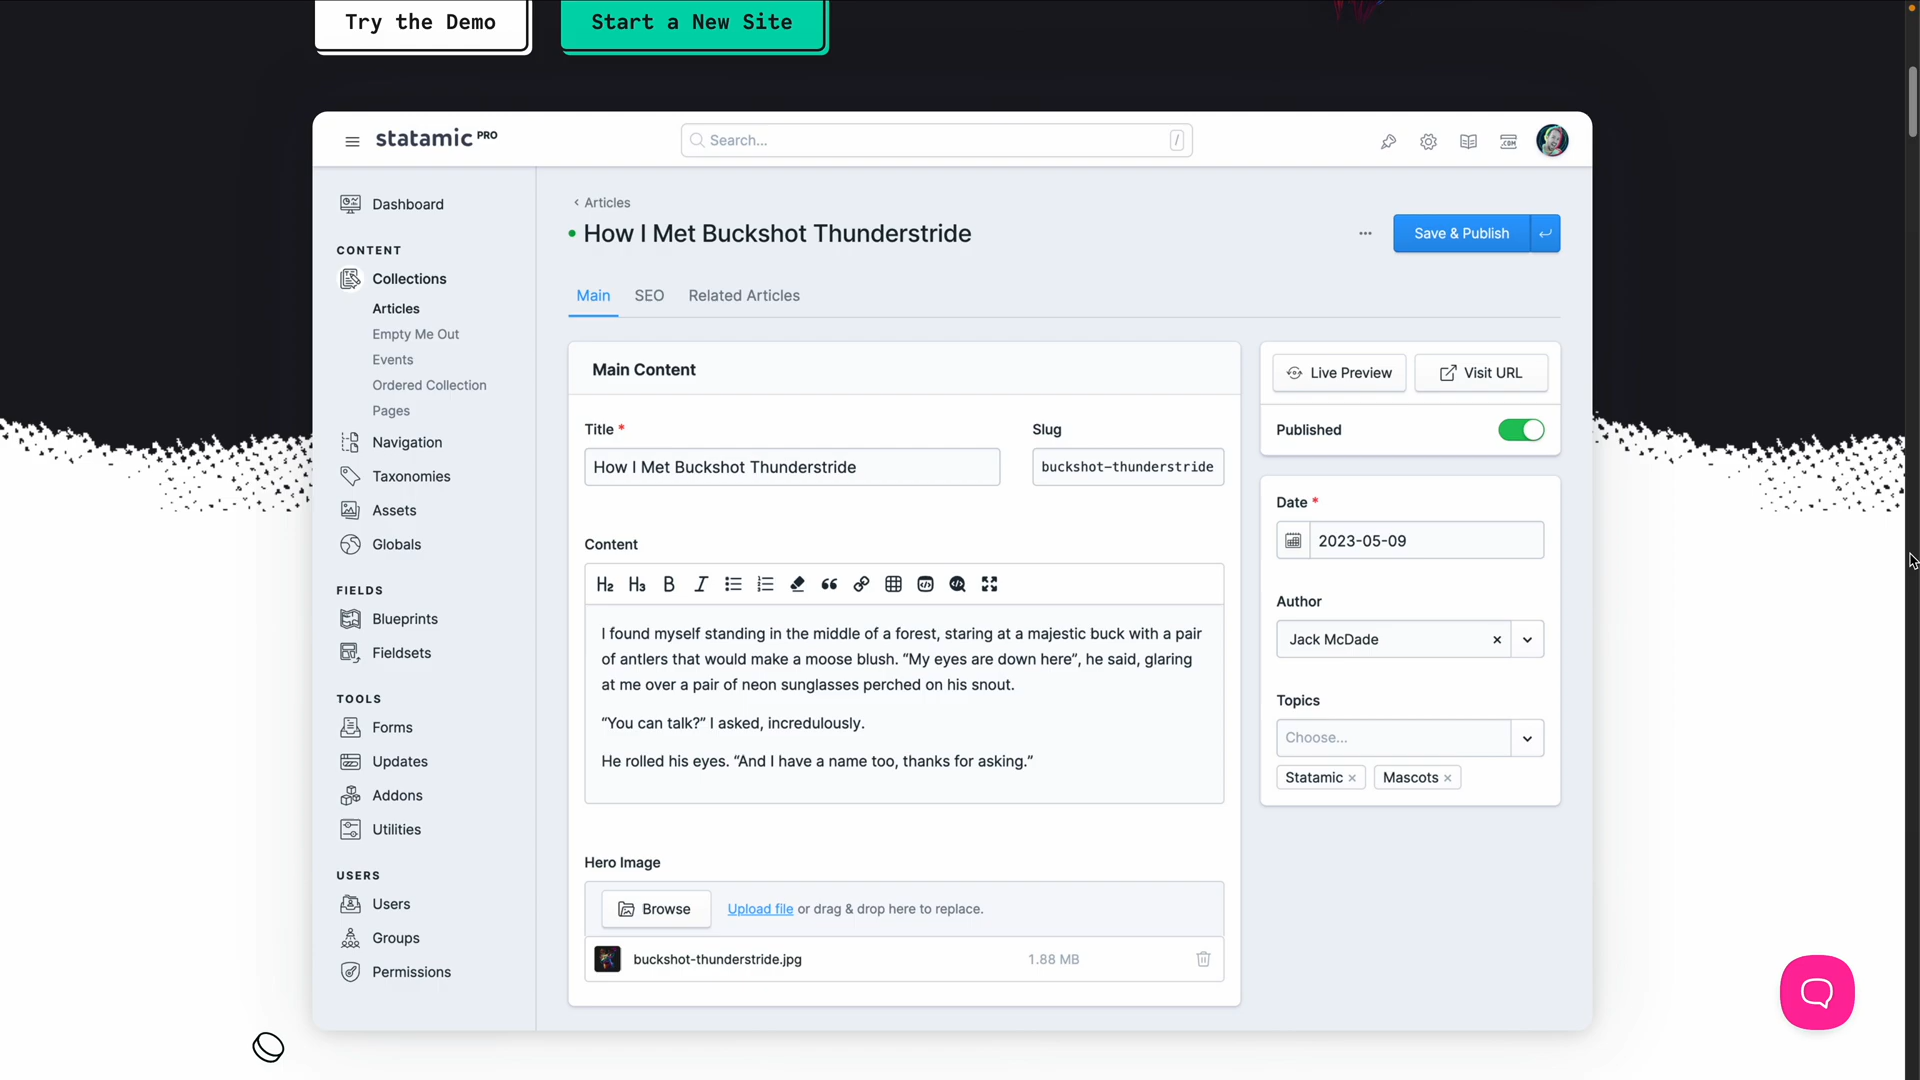 Try the Demo
Start a New Site
statamic PRO
Search...
/
.COM
Dashboard
CONTENT
Collections
Articles
Empty Me Out
Events
Ordered Collection
Pages
Navigation
Taxonomies
Assets
Globals
FIELDS
Blueprints
Fieldsets
TOOLS
Forms
Updates
Addons
Utilities
USERS
Users
Groups
Permissions
Articles
How I Met Buckshot Thunderstride
Save & Publish
Main
SEO
Related Articles
Main Content
Title *
How I Met Buckshot Thunderstride
Slug
buckshot-thunderstride
Content
H2 H3 B I
I found myself standing in the middle of a forest, staring at a majestic buck with a pair
of antlers that would make a moose blush. “My eyes are down here”, he said, glaring
at me over a pair of neon sunglasses perched on his snout.
“You can talk?” I asked, incredulously.
He rolled his eyes. “And I have a name too, thanks for asking.”
Hero Image
Browse
Upload file or drag & drop here to replace.
buckshot-thunderstride.jpg
1.88 MB
Live Preview
Visit URL
Published
Date *
2023-05-09
Author
Jack McDade
Topics
Choose...
Statamic
Mascots